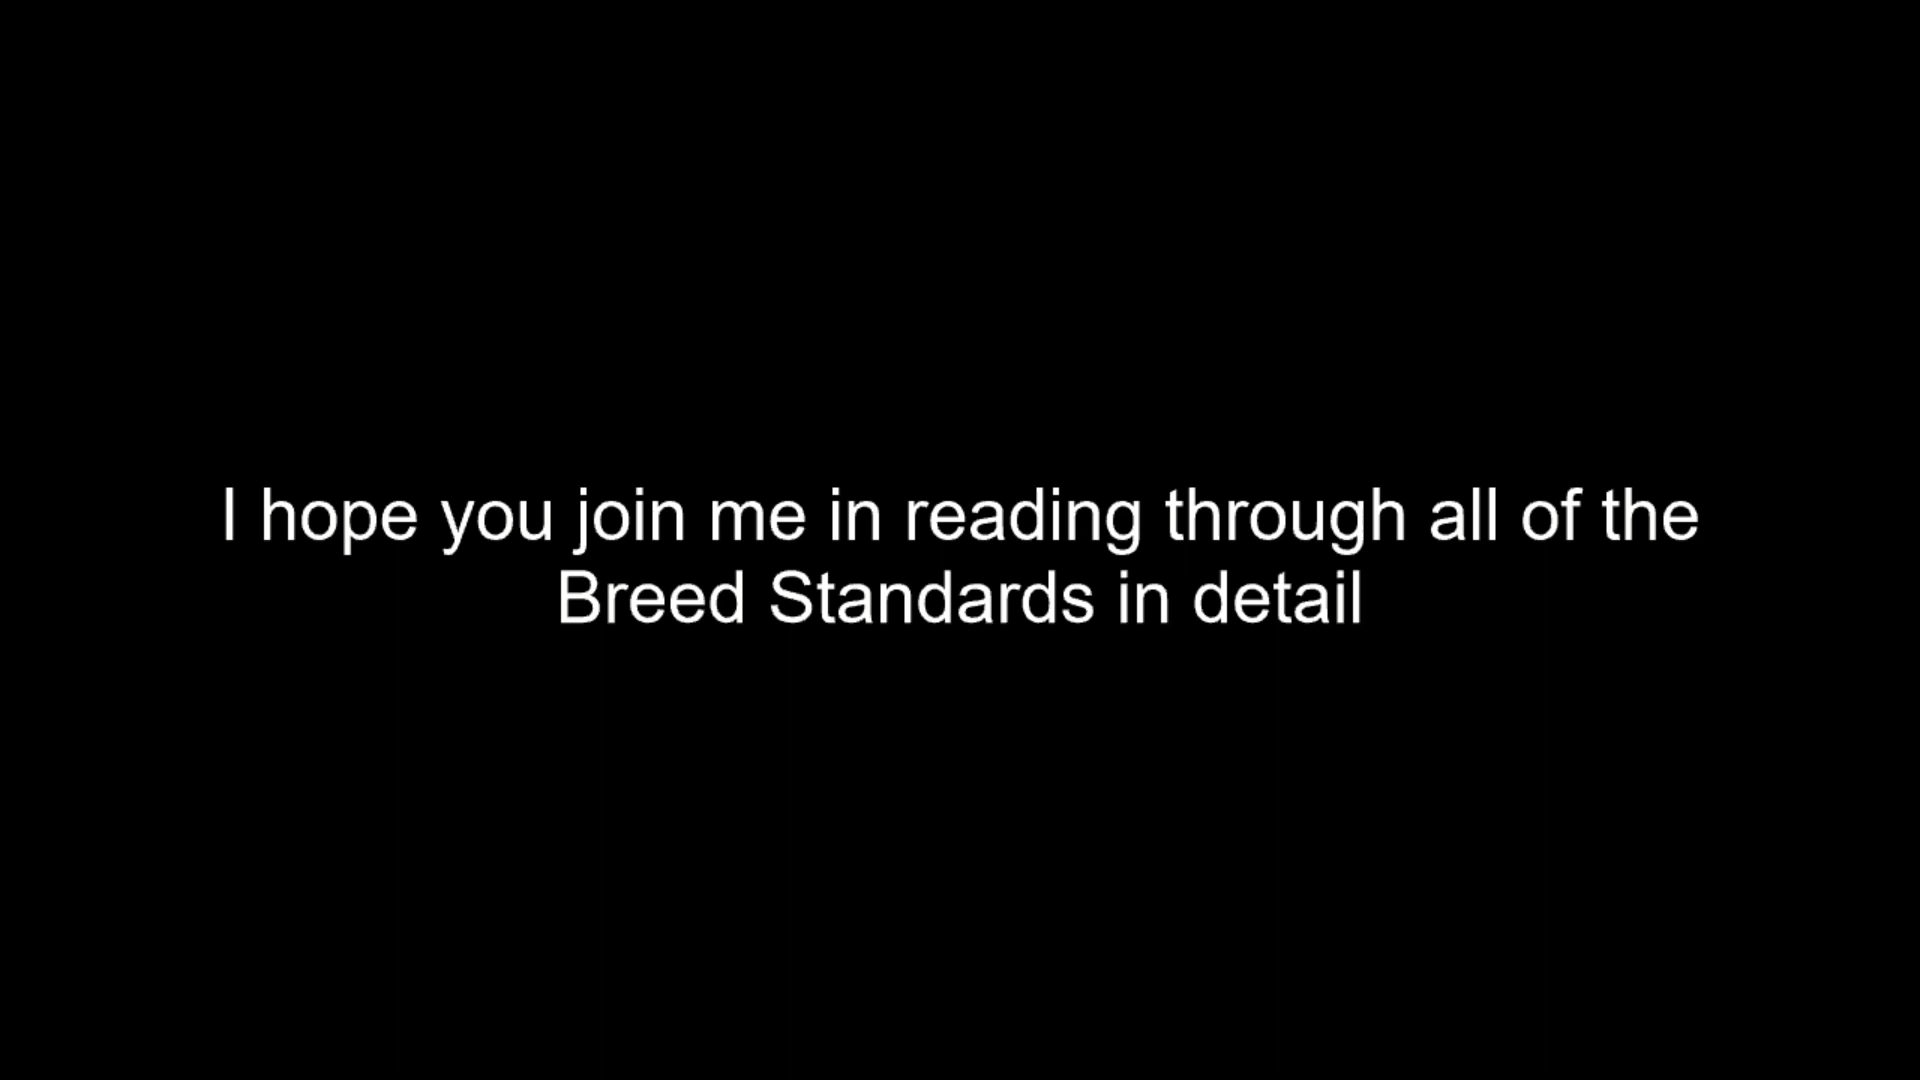 I hope you join me in reading through all of the
Breed Standards in detail